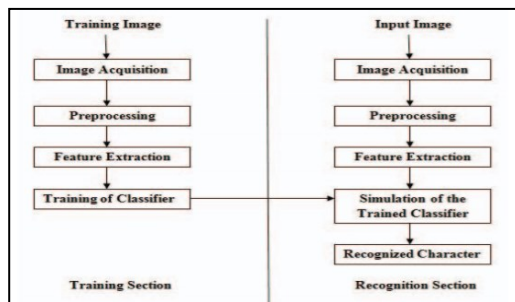 Training Image
Image Acquisition
Preprocessing
Feature Extraction
Training of Classifier
Training Section
Input Image
Image Acquisition
Preprocessing
Feature Extraction
Simulation of the
Trained Classifier
Recognized Character
Recognition Section